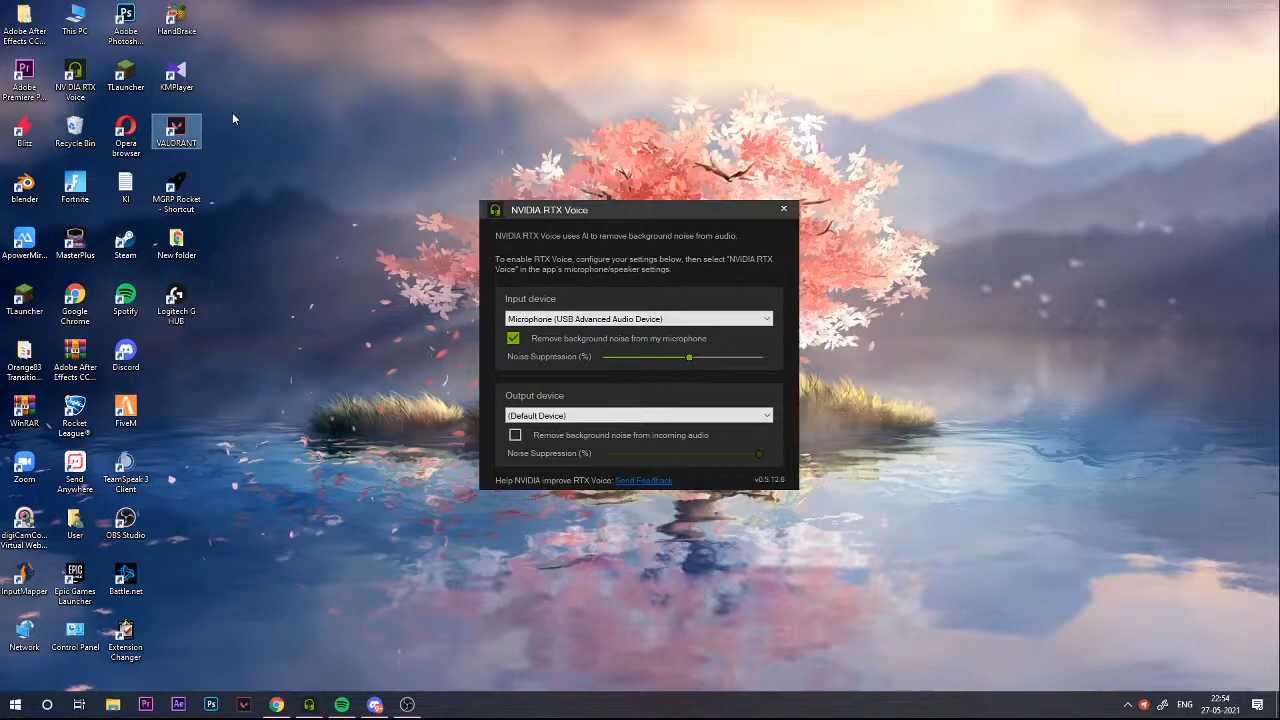 Adobe After
Effects CC...
This PC
Adobe
Photosh...
HandBrake
Adobe
Premiere P...
NVIDIA RTX
Voice
TLauncher
KMPlayer
Blitz
Recycle Bin
Opera
browser
VALORANT
blender
Fortnite
KI
MGRP Rocket
- Shortcut
ApowerMir...
MasterPlus
Steam
New folder
TLauncher
Google
Chrome
Spotify
Logitech G
HUB
Orange83
Transitio...
Adobe After
Effects CC...
Discord
WinRAR
Rocket
League®
FiveM
Zoom
Send
Anywhere
TeamSpeak 3
Client
digiCamCo...
Virtual Web...
User
OBS Studio
InputMapper
Epic Games
Launcher
Battle.net
Network
Control Panel
Extension
Changer
NVIDIA RTX Voice
NVIDIA RTX Voice uses AI to remove background noise from audio.
To enable RTX Voice, configure your settings below, then select "NVIDIA RTX
Voice" in the app's microphone/speaker settings.
Input device
Microphone (USB Advanced Audio Device)
Remove background noise from my microphone
Noise Suppression (%)
Output device
(Default Device)
Remove background noise from incoming audio
Noise Suppression (%)
Help NVIDIA improve RTX Voice: Send Feedback
v0.5.12.6
ENG
22:54
27-05-2021